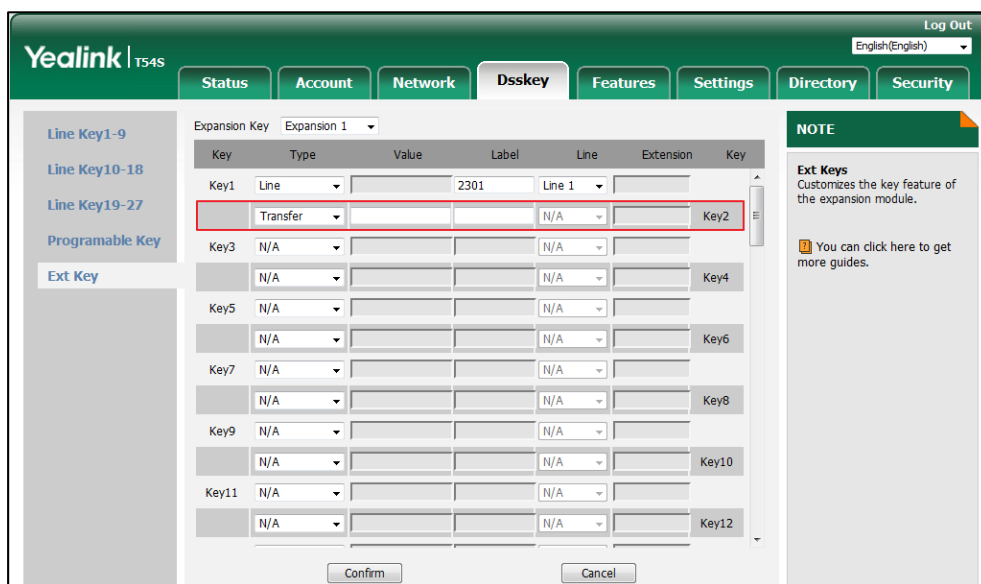 Log Out
English(English)
Yealink | T54S
Status Account Network Dsskey Features Settings Directory Security
Line Key1-9
Line Key10-18
Line Key19-27
Programable Key
Ext Key
Expansion Key Expansion 1
Key Type Value Label Line Extension Key
Key1 Line 2301 Line 1
Transfer N/A Key2
Key3 N/A N/A
N/A N/A Key4
Key5 N/A N/A
N/A N/A Key6
Key7 N/A N/A
N/A N/A Key8
Key9 N/A N/A
N/A N/A Key10
Key11 N/A N/A
N/A N/A Key12
Confirm Cancel
NOTE
Ext Keys
Customizes the key feature of
the expansion module.
You can click here to get
more guides.